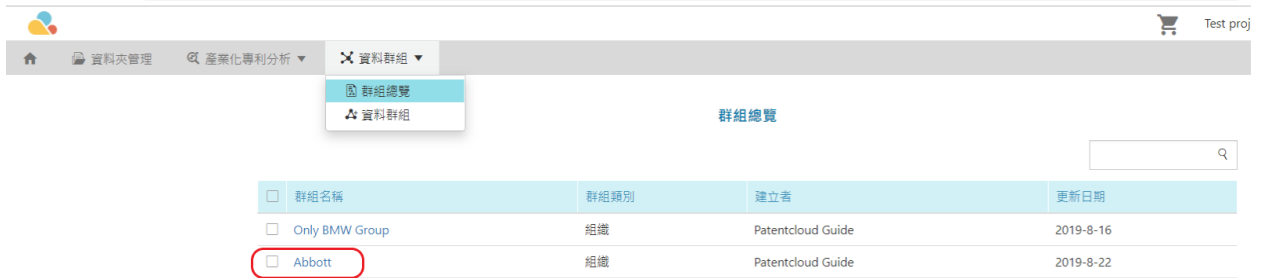 Test proj
資料夾管理 產業化專利分析 ▼ 資料群組 ▼
群組總覽
資料群組
群組總覽
群組名稱 群組類別 建立者 更新日期
Only BMW Group 組織 Patentcloud Guide 2019-8-16
Abbott 組織 Patentcloud Guide 2019-8-22